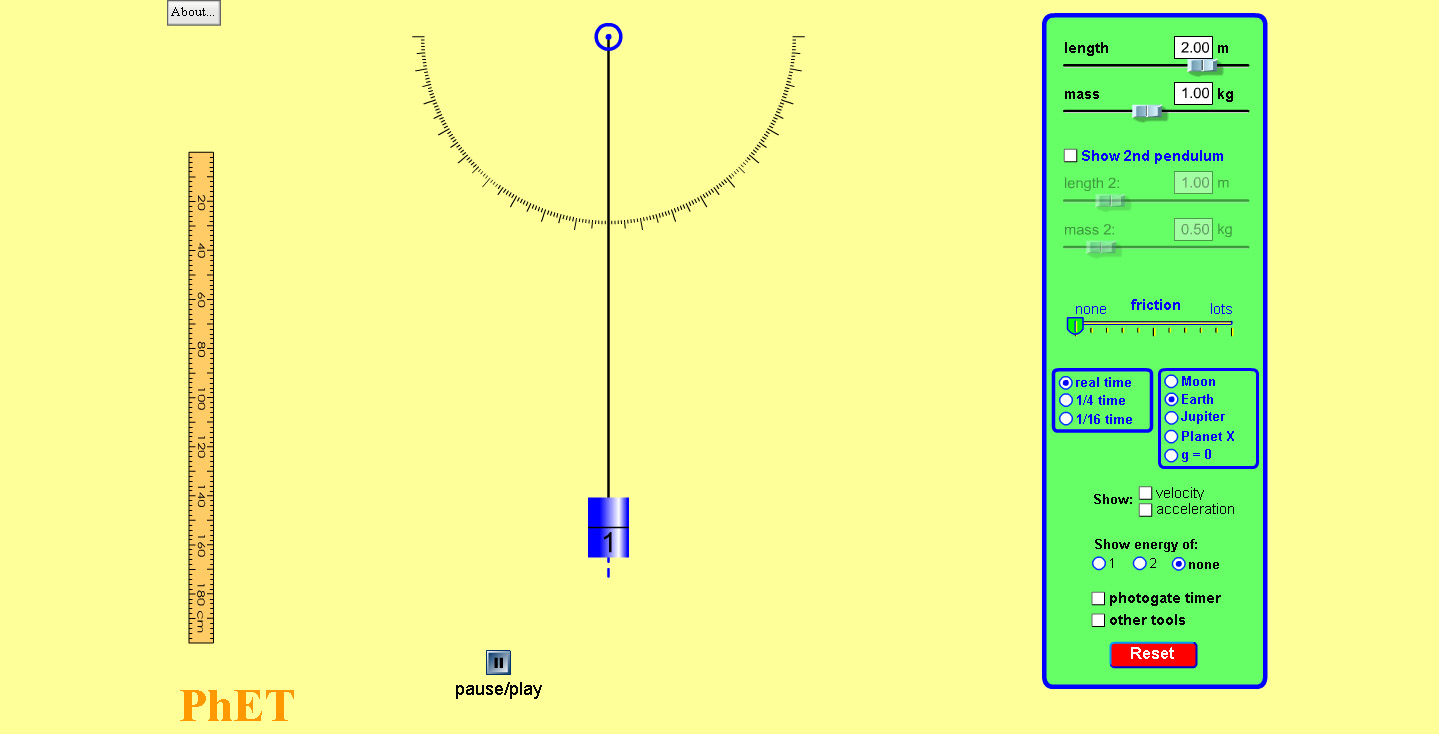 About...
length 2.00 m
mass 1.00 kg
Show 2nd pendulum
length 2: 1.00 m
mass 2: 0.50 kg
none friction lots
real time
1/4 time
1/16 time
Moon
Earth
Jupiter
Planet X
g = 0
Show: velocity
acceleration
Show energy of:
1 2 none
photogate timer
other tools
Reset
20
40
60
80
100
120
140
160
180 cm
1
pause/play
PhET